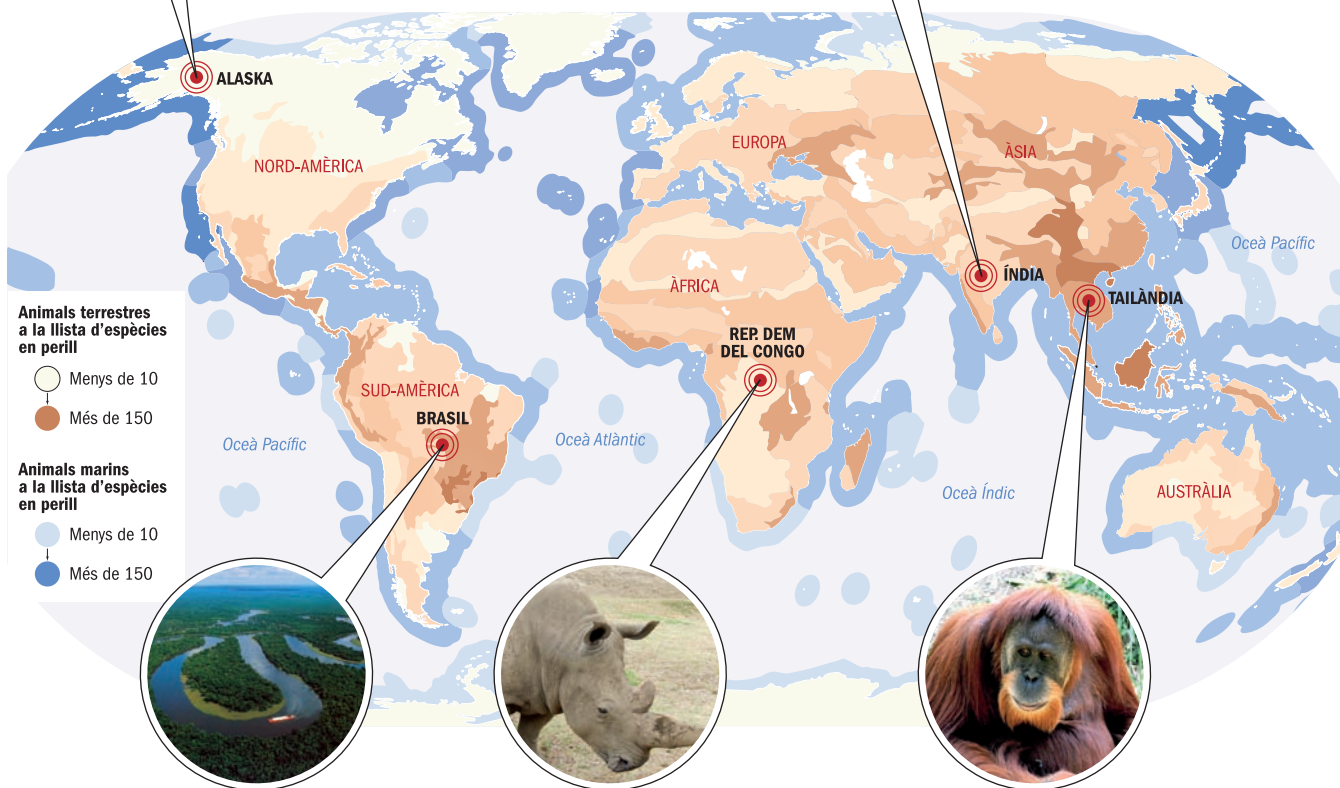 ALASKA
NORD-AMÈRICA
EUROPA
ÀSIA
Oceà Pacífic
ÍNDIA
TAILÀNDIA
ÀFRICA
REP. DEM
DEL CONGO
SUD-AMÈRICA
BRASIL
Oceà Pacífic
Oceà Atlàntic
Oceà Índic
AUSTRÀLIA
Animals terrestres
a la llista d'espècies
en perill
Menys de 10
Més de 150
Animals marins
a la llista d'espècies
en perill
Menys de 10
Més de 150